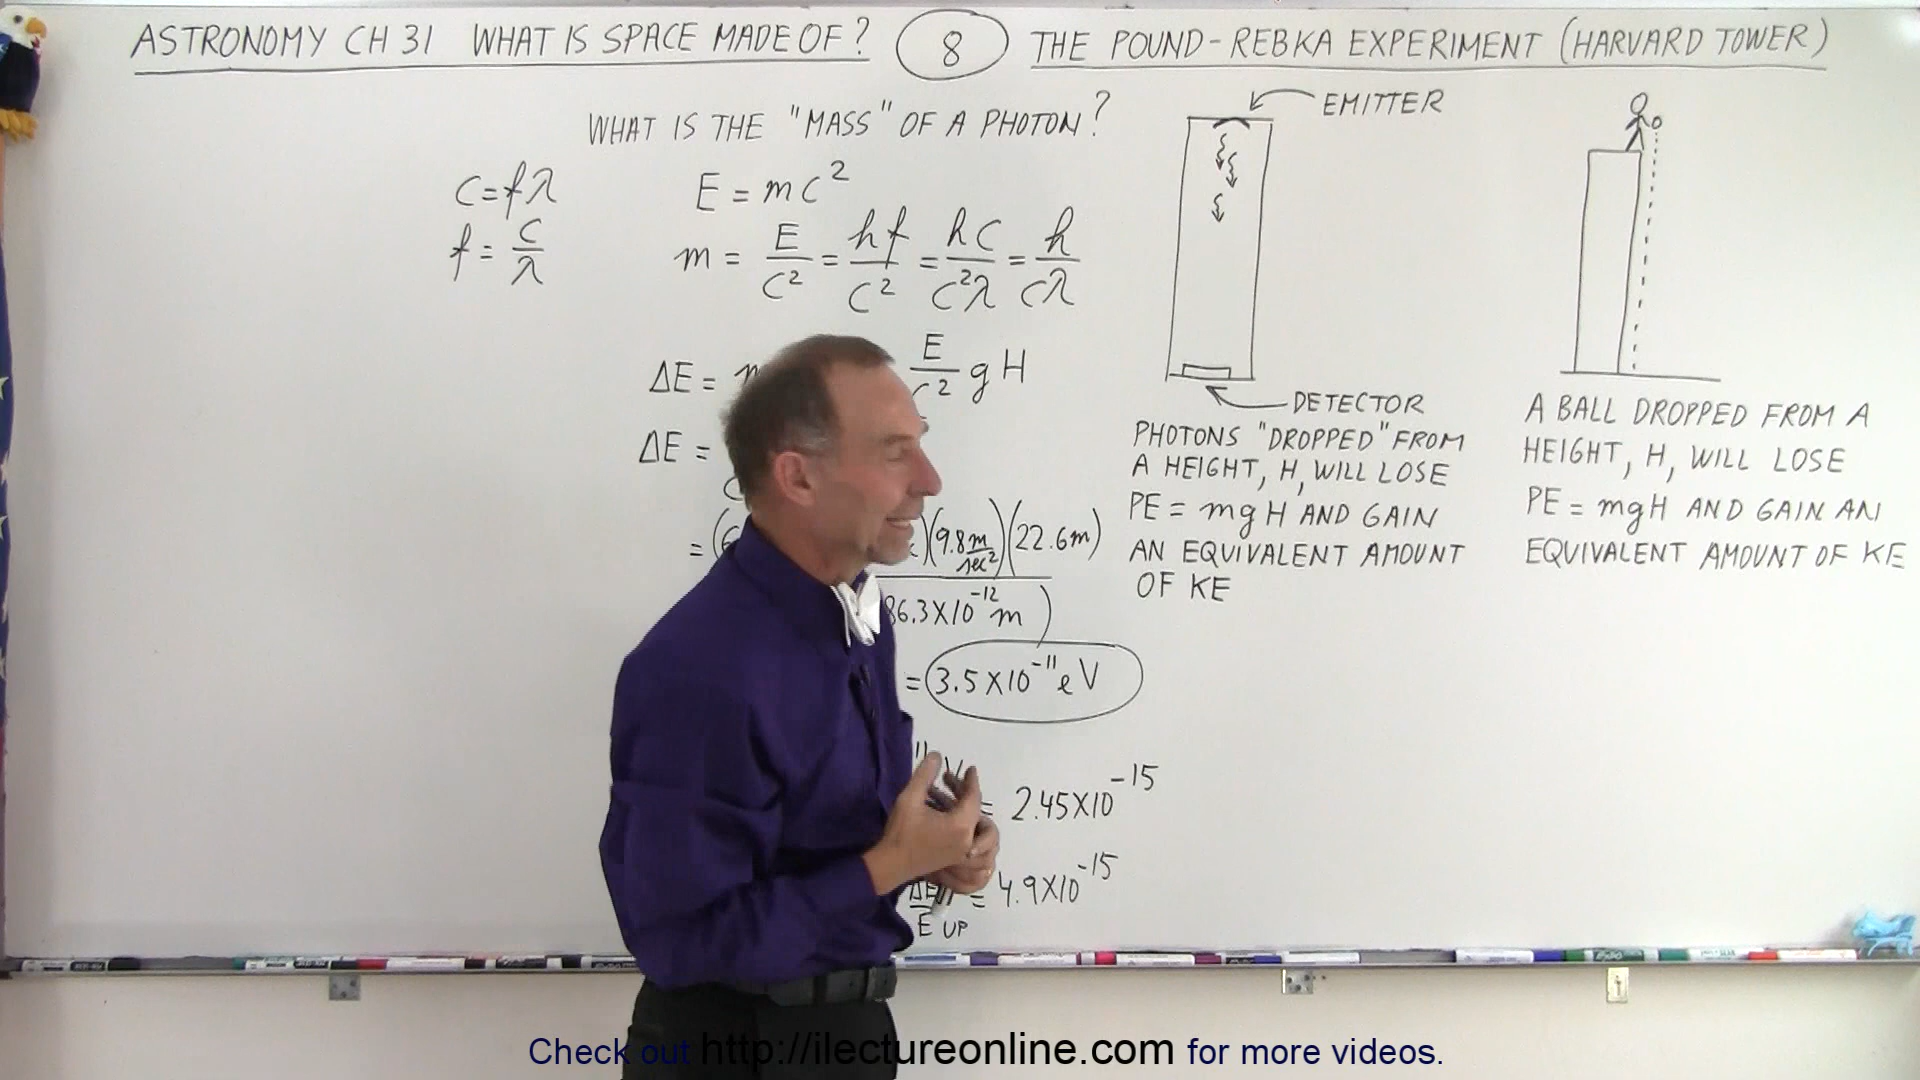 ASTRONOMY CH 31 WHAT IS SPACE MADE OF? 8 THE POUND-REBKA EXPERIMENT (HARVARD TOWER)
WHAT IS THE "MASS" OF A PHOTON?
C = fλ
f = C/λ
E = mc²
m = E/c² = hf/c² = hc/c²λ = h/cλ
ΔE = E/c² gH
ΔE =
= (9.8 m/sec²)(22.6m)
86.3X10⁻¹² m)
= 3.5X10⁻¹¹ eV
= 2.45X10⁻¹⁵
ΔE/E UP = 4.9X10⁻¹⁵
EMITTER
DETECTOR
PHOTONS "DROPPED" FROM
A HEIGHT, H, WILL LOSE
PE = mgH AND GAIN
AN EQUIVALENT AMOUNT
OF KE
A BALL DROPPED FROM A
HEIGHT, H, WILL LOSE
PE = mgH AND GAIN AN
EQUIVALENT AMOUNT OF KE
Check out http://ilectureonline.com for more videos.